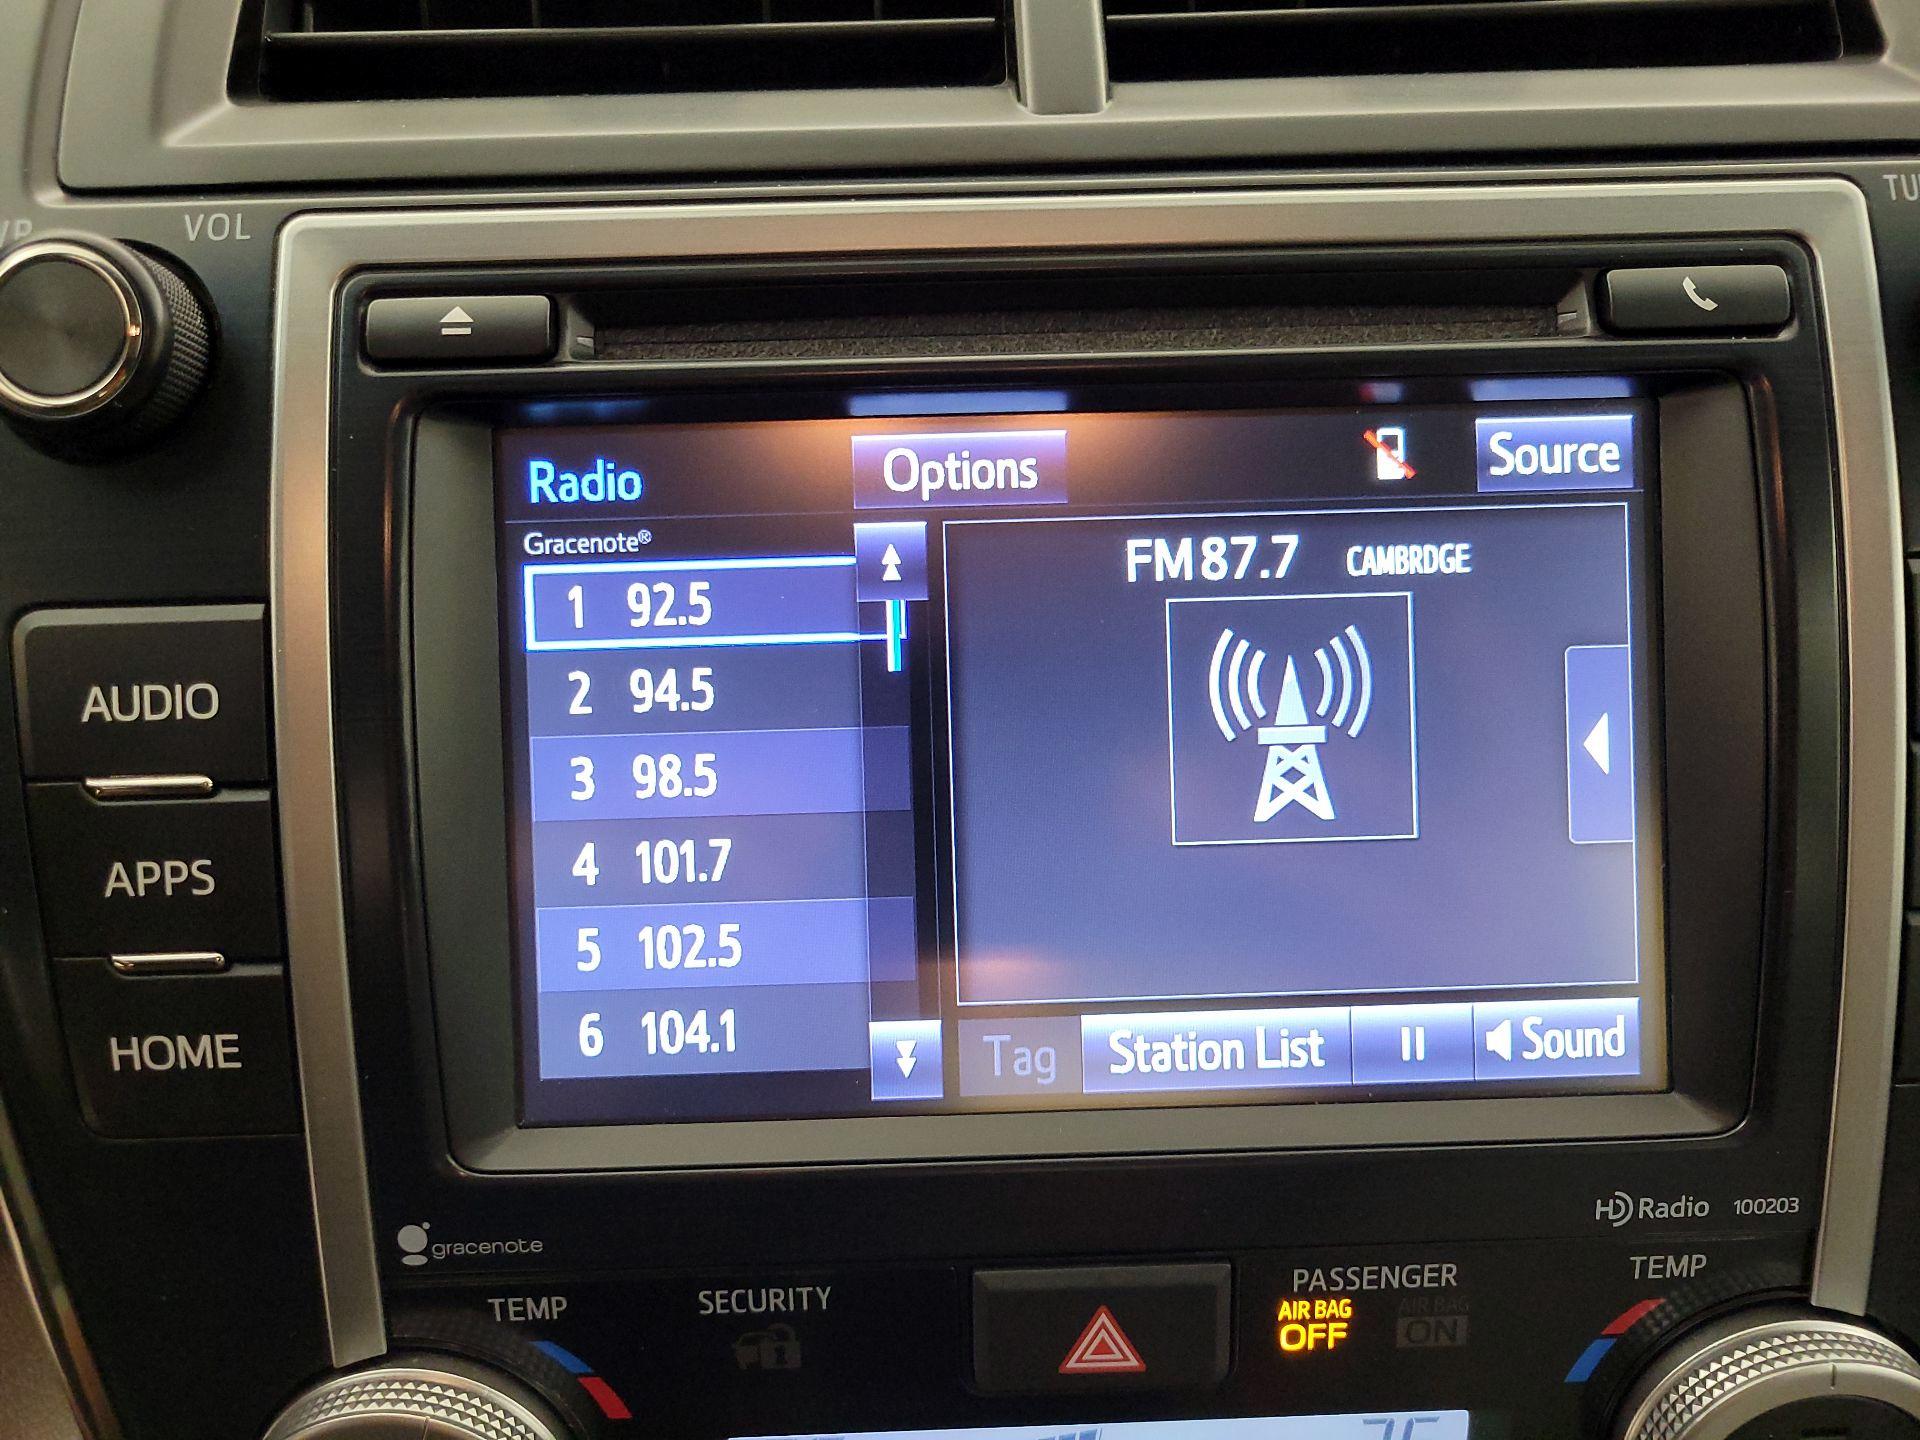 VOL
Radio
Options
Source
Gracenote®
1 92.5
2 94.5
3 98.5
4 101.7
5 102.5
6 104.1
FM 87.7 CAMBRDGE
Tag
Station List
Sound
AUDIO
APPS
HOME
gracenote
HD Radio 100203
TEMP
SECURITY
PASSENGER
AIR BAG
OFF
AIR BAG
ON
TEMP